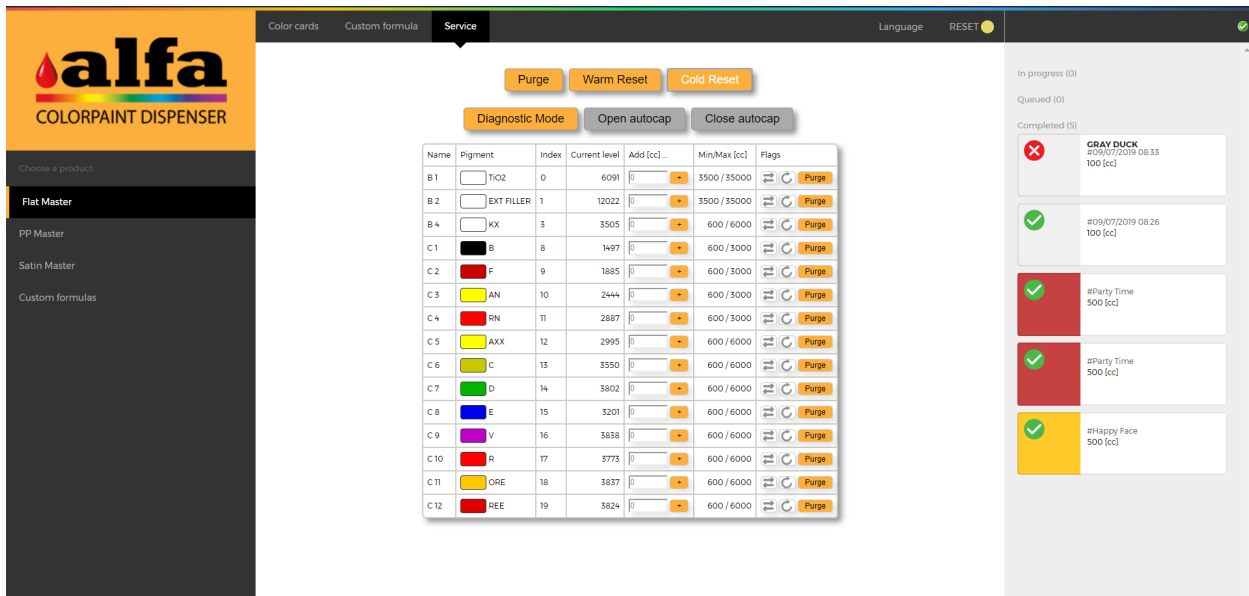 Color cards Custom formula Service Language RESET
alfa
COLORPAINT DISPENSER
Choose a product:
Flat Master
PP Master
Satin Master
Custom formulas
Purge Warm Reset Cold Reset
Diagnostic Mode Open autocap Close autocap
Name Pigment Index Current level Add [cc] ... Min/Max [cc] Flags
B 1 TiO2 0 6091 0 + 3500 / 35000 Purge
B 2 EXT FILLER 1 12022 0 + 3500 / 35000 Purge
B 4 KX 3 3505 0 + 600 / 6000 Purge
C 1 B 8 1497 0 + 600 / 3000 Purge
C 2 F 9 1885 0 + 600 / 3000 Purge
C 3 AN 10 2444 0 + 600 / 3000 Purge
C 4 RN 11 2887 0 + 600 / 3000 Purge
C 5 AXX 12 2995 0 + 600 / 6000 Purge
C 6 C 13 3550 0 + 600 / 6000 Purge
C 7 D 14 3802 0 + 600 / 6000 Purge
C 8 E 15 3201 0 + 600 / 6000 Purge
C 9 V 16 3838 0 + 600 / 6000 Purge
C 10 R 17 3773 0 + 600 / 6000 Purge
C 11 ORE 18 3837 0 + 600 / 6000 Purge
C 12 REE 19 3824 0 + 600 / 6000 Purge
In progress (0)
Queued (0)
Completed (5)
GRAY DUCK
#09/07/2019 08:33
100 [cc]
#09/07/2019 08:26
100 [cc]
#Party Time
500 [cc]
#Party Time
500 [cc]
#Happy Face
500 [cc]